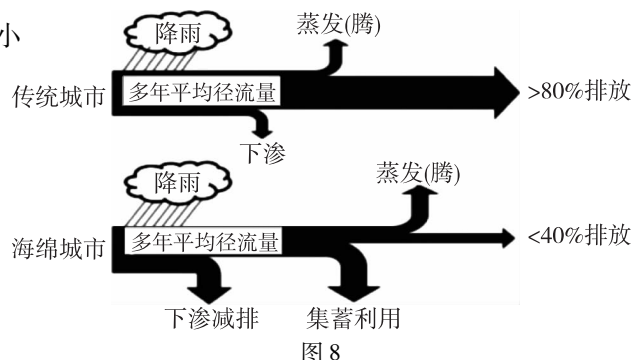 小
降雨
蒸发(腾)
传统城市
多年平均径流量
>80%排放
下渗
降雨
蒸发(腾)
海绵城市
多年平均径流量
<40%排放
下渗减排
集蓄利用
图8